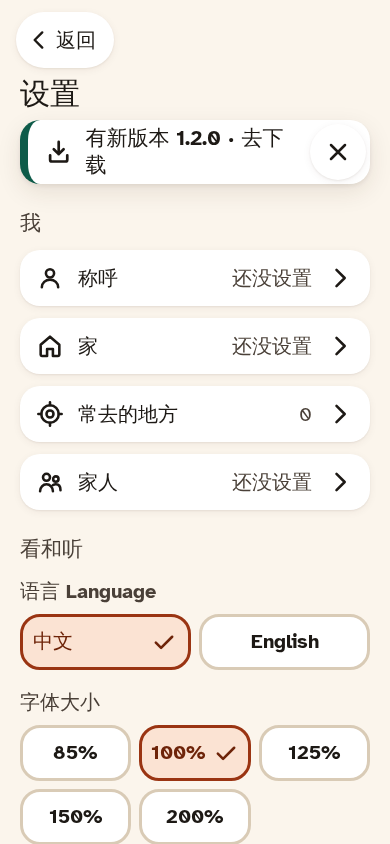 返回
设置
有新版本 1.2.0 · 去下
载
我
称呼 还没设置
家 还没设置
常去的地方 0
家人 还没设置
看和听
语言 Language
中文 English
字体大小
85% 100% 125%
150% 200%